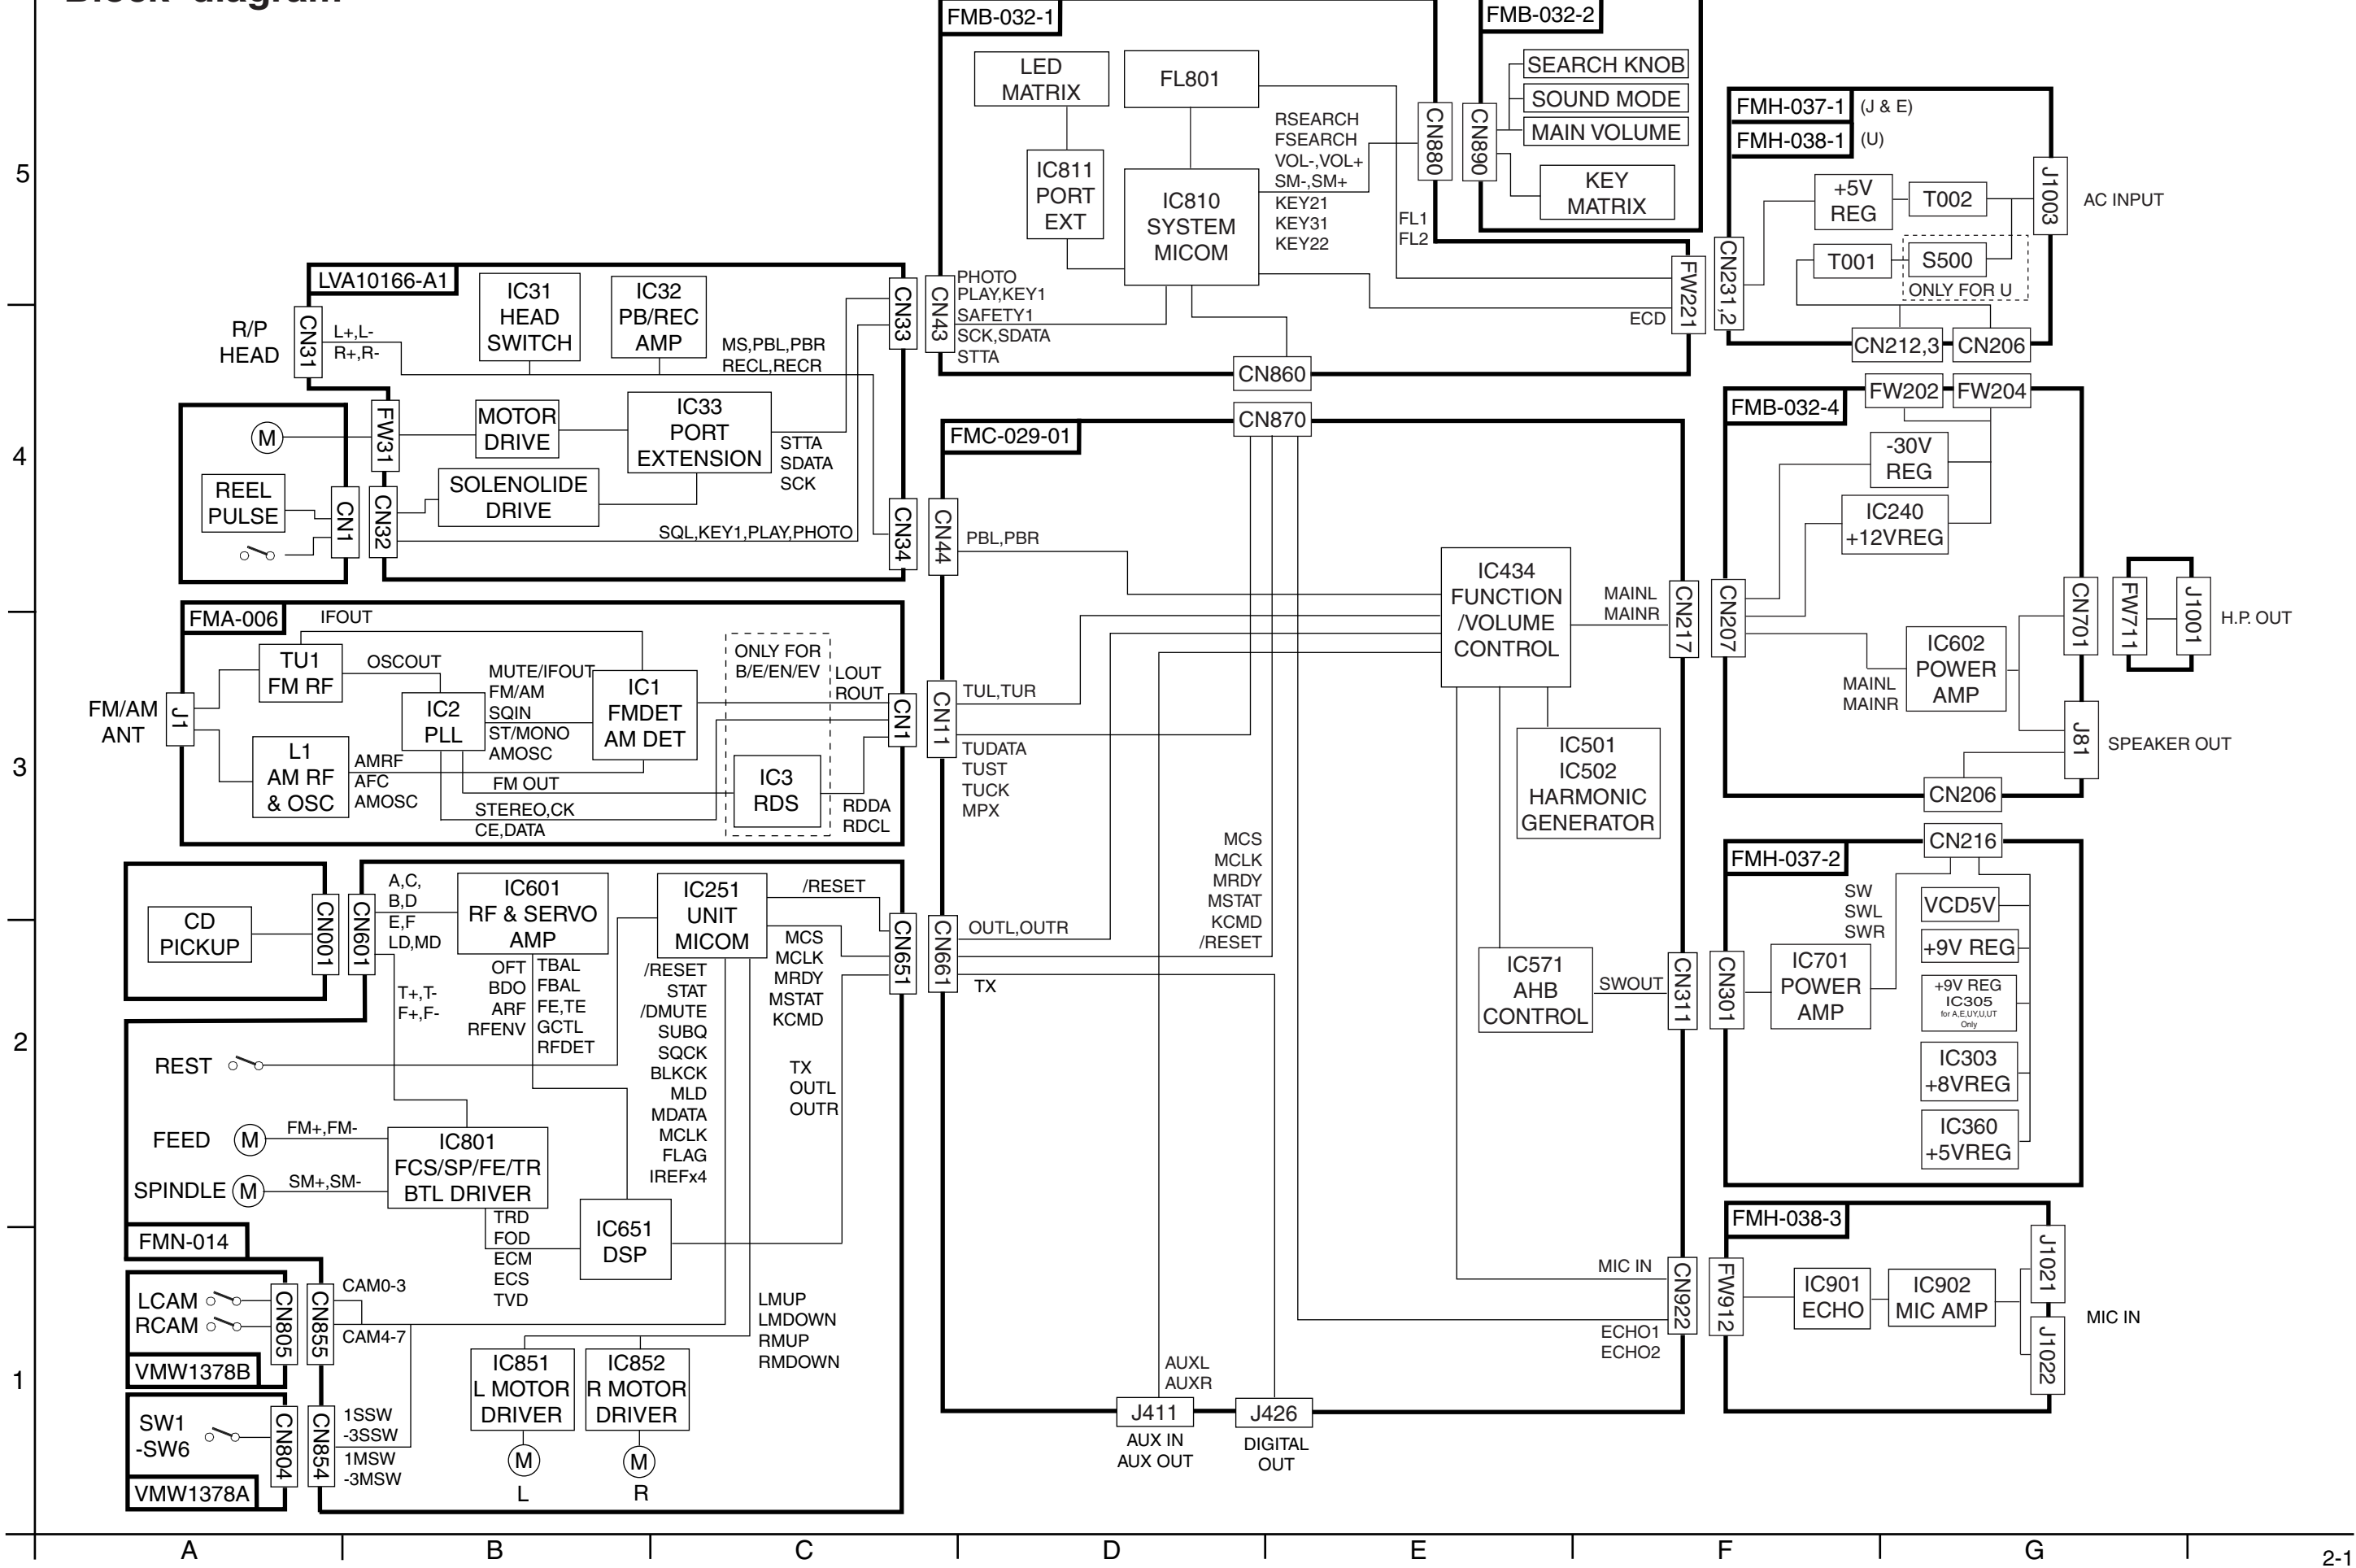 Block diagram
5
4
3
2
1
FMB-032-1
LED
MATRIX
FL801
IC811
PORT
EXT
IC810
SYSTEM
MICOM
RSEARCH
FSEARCH
VOL-,VOL+
SM-,SM+
KEY21
KEY31
KEY22
FL1
FL2
CN880
PHOTO
PLAY,KEY1
SAFETY1
SCK,SDATA
STTA
CN43
ECD
FW221
CN860
FMB-032-2
SEARCH KNOB
SOUND MODE
MAIN VOLUME
KEY
MATRIX
CN890
FMH-037-1
(J & E)
FMH-038-1
(U)
+5V
REG
T002
T001
S500
ONLY FOR U
J1003
AC INPUT
CN231,2
CN212,3
CN206
LVA10166-A1
IC31
HEAD
SWITCH
IC32
PB/REC
AMP
R/P
HEAD
CN31
L+,L-
R+,R-
MS,PBL,PBR
RECL,RECR
CN33
FW31
MOTOR
DRIVE
IC33
PORT
EXTENSION
STTA
SDATA
SCK
SOLENOLIDE
DRIVE
CN32
SQL,KEY1,PLAY,PHOTO
CN34
M
REEL
PULSE
CN1
FMC-029-01
CN870
CN44
PBL,PBR
IC434
FUNCTION
/VOLUME
CONTROL
MAINL
MAINR
CN217
CN11
TUL,TUR
TUDATA
TUST
TUCK
MPX
IC501
IC502
HARMONIC
GENERATOR
MCS
MCLK
MRDY
MSTAT
KCMD
/RESET
CN661
OUTL,OUTR
TX
IC571
AHB
CONTROL
SWOUT
CN311
MIC IN
ECHO1
ECHO2
CN922
AUXL
AUXR
J411
AUX IN
AUX OUT
J426
DIGITAL
OUT
FMB-032-4
FW202
FW204
-30V
REG
IC240
+12VREG
CN207
MAINL
MAINR
IC602
POWER
AMP
CN701
J81
SPEAKER OUT
CN206
FW711
J1001
H.P. OUT
FMA-006
IFOUT
TU1
FM RF
OSCOUT
FM/AM
ANT
J1
IC2
PLL
MUTE/IFOUT
FM/AM
SQIN
ST/MONO
AMOSC
IC1
FMDET
AM DET
ONLY FOR
B/E/EN/EV
LOUT
ROUT
CN1
L1
AM RF
& OSC
AMRF
AFC
AMOSC
FM OUT
STEREO,CK
CE,DATA
IC3
RDS
RDDA
RDCL
FMH-037-2
CN216
SW
SWL
SWR
VCD5V
+9V REG
+9V REG
IC305
for A,E,UY,U,UT
Only
IC303
+8VREG
IC360
+5VREG
CN301
IC701
POWER
AMP
CD
PICKUP
CN001
CN601
A,C,
B,D
E,F
LD,MD
IC601
RF & SERVO
AMP
IC251
UNIT
MICOM
/RESET
MCS
MCLK
MRDY
MSTAT
KCMD
TX
OUTL
OUTR
CN651
T+,T-
F+,F-
OFT
BDO
ARF
RFENV
TBAL
FBAL
FE,TE
GCTL
RFDET
/RESET
STAT
/DMUTE
SUBQ
SQCK
BLKCK
MLD
MDATA
MCLK
FLAG
IREFx4
REST
FEED
M
FM+,FM-
SPINDLE
M
SM+,SM-
IC801
FCS/SP/FE/TR
BTL DRIVER
TRD
FOD
ECM
ECS
TVD
IC651
DSP
FMN-014
LCAM
RCAM
CN805
CN855
CAM0-3
CAM4-7
VMW1378B
SW1
-SW6
CN804
CN854
1SSW
-3SSW
1MSW
-3MSW
VMW1378A
LMUP
LMDOWN
RMUP
RMDOWN
IC851
L MOTOR
DRIVER
IC852
R MOTOR
DRIVER
M
L
M
R
FMH-038-3
FW912
IC901
ECHO
IC902
MIC AMP
J1021
J1022
MIC IN
A
B
C
D
E
F
G
2-1